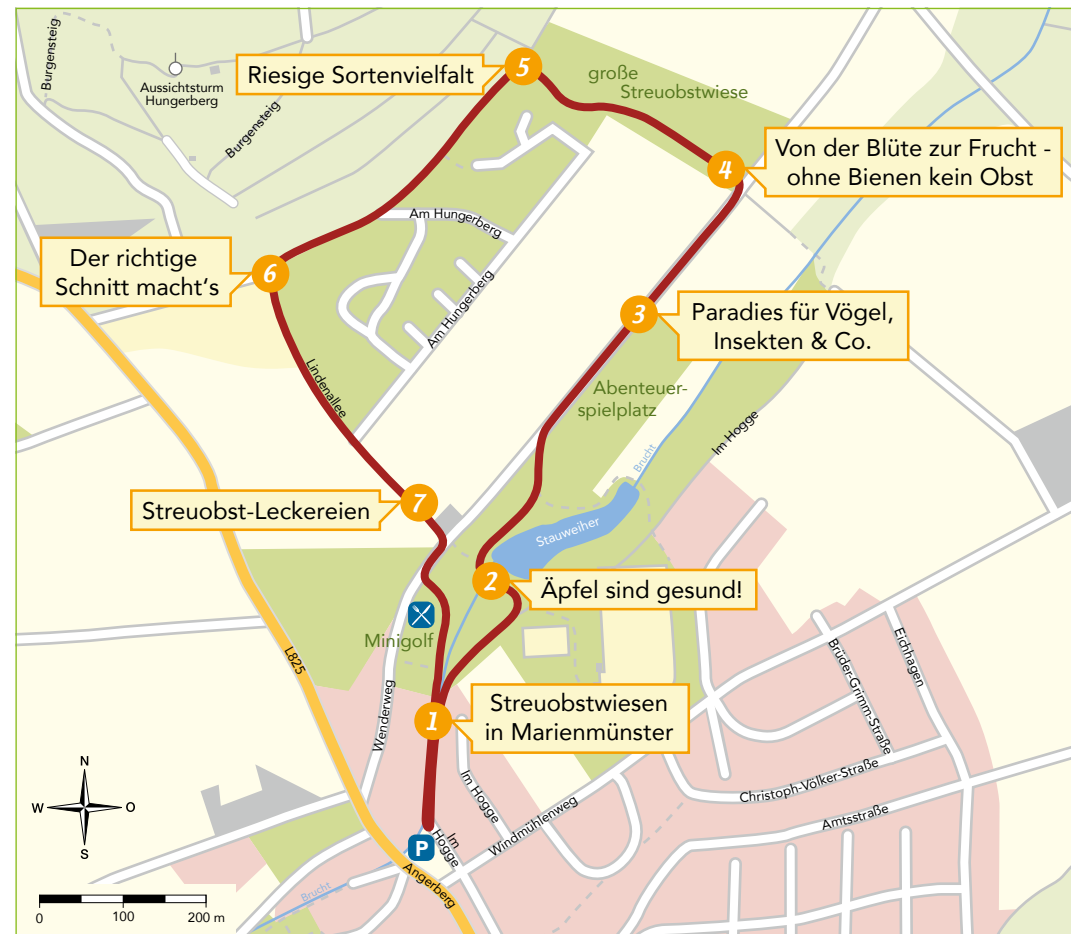 Burgensteig
Aussichtsturm
Hungerberg
Burgensteig
Riesige Sortenvielfalt
5
große
Streuobstwiese
4
Von der Blüte zur Frucht -
ohne Bienen kein Obst
Am Hungerberg
Am Hungerberg
Der richtige
Schnitt macht's
6
3
Paradies für Vögel,
Insekten & Co.
Lindenallee
Abenteuer-
spielplatz
Im Hogge
Brucht
Streuobst-Leckereien
7
Stauweiher
2
Äpfel sind gesund!
Minigolf
L825
Wenderweg
1
Streuobstwiesen
in Marienmünster
Eichhagen
Brüder-Grimm-Straße
Christoph-Völker-Straße
Amtsstraße
Im Hogge
Windmühlenweg
Im
Hogge
P
Angerberg
Brucht
N
W
O
S
0
100
200 m